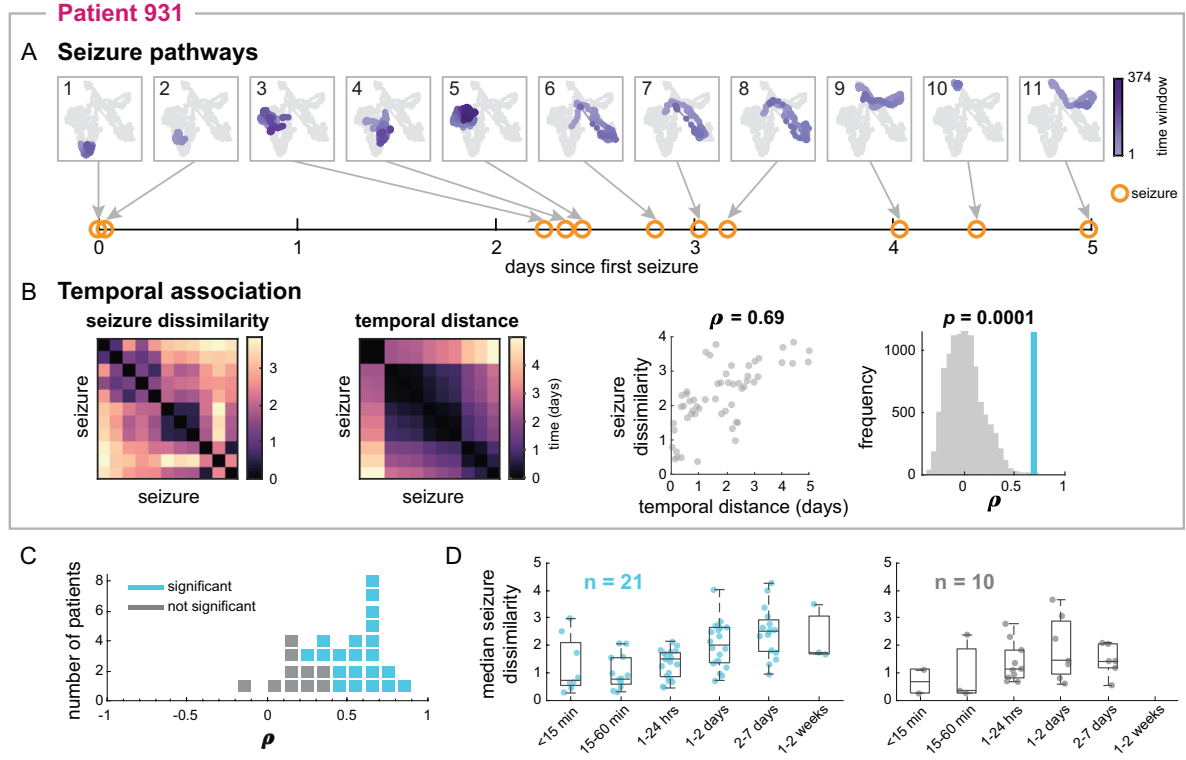 Patient 931
A Seizure pathways
1 2 3 4 5 6 7 8 9 10 11
374
1
time window
seizure
0 1 2 3 4 5
days since first seizure
B Temporal association
seizure dissimilarity
seizure
seizure
3
2
1
0
temporal distance
seizure
seizure
4
3
2
1
0
time (days)
ρ = 0.69
seizure
dissimilarity
4
3
2
1
0
0 1 2 3 4 5
temporal distance (days)
p = 0.0001
frequency
1000
500
0
0 0.5 1
ρ
C
number of patients
8
6
4
2
0
significant
not significant
-1 -0.5 0 0.5 1
ρ
D
median seizure
dissimilarity
n = 21
5
4
3
2
1
0
<15 min 15-60 min 1-24 hrs 1-2 days 2-7 days 1-2 weeks
n = 10
5
4
3
2
1
0
<15 min 15-60 min 1-24 hrs 1-2 days 2-7 days 1-2 weeks